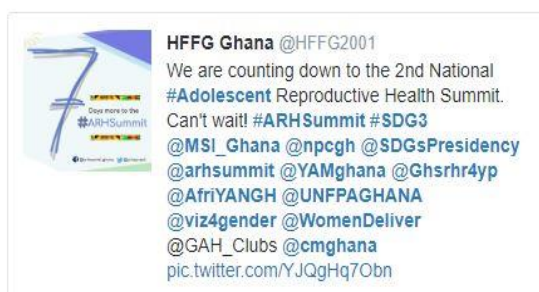 7
Days more to the
#ARHSummit
HFFG Ghana @HFFG2001
We are counting down to the 2nd National
#Adolescent Reproductive Health Summit.
Can't wait! #ARHSummit #SDG3
@MSI_Ghana @npcgh @SDGsPresidency
@arhsummit @YAMghana @Ghsrhr4yp
@AfriYANGH @UNFPAGHANA
@viz4gender @WomenDeliver
@GAH_Clubs @cmghana
pic.twitter.com/YJQgHq7Obn